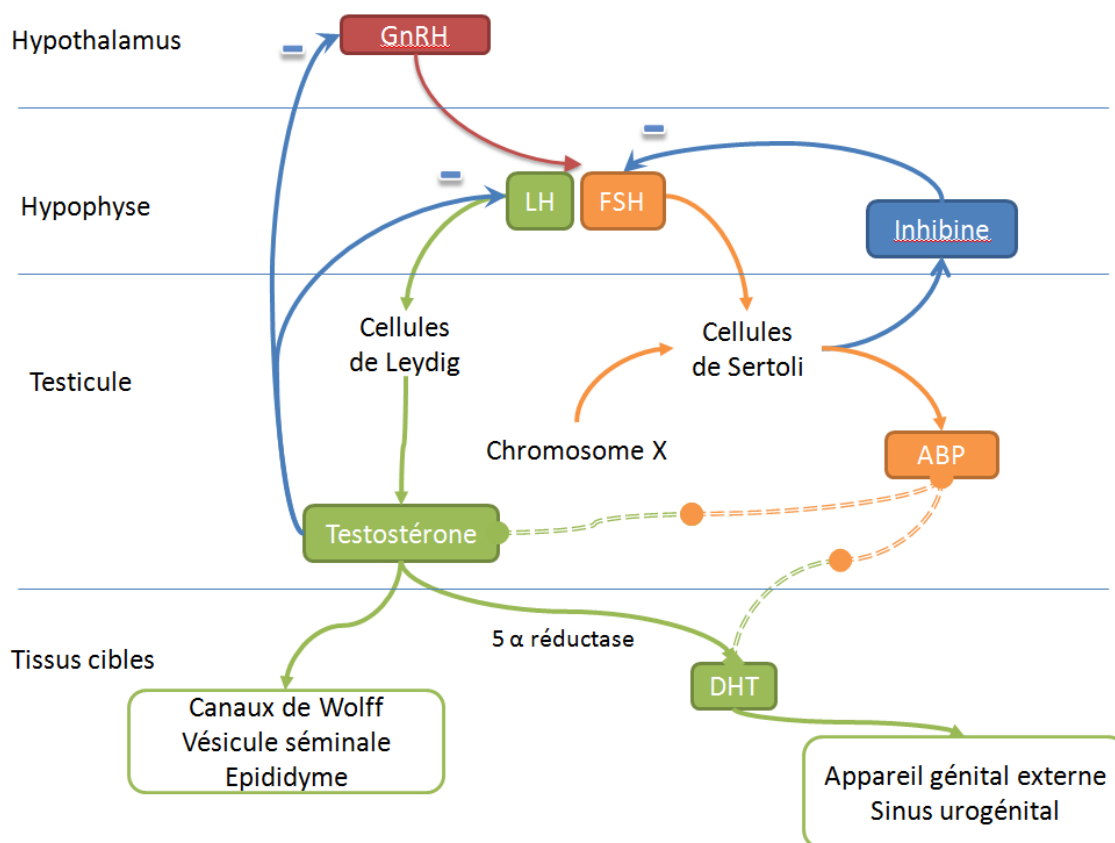 Hypothalamus
GnRH
-
-
-
Hypophyse
LH
FSH
Inhibine
Cellules
de Leydig
Cellules
de Sertoli
Testicule
Chromosome X
ABP
Testostérone
5 α réductase
Tissus cibles
DHT
Canaux de Wolff
Vésicule séminale
Epididyme
Appareil génital externe
Sinus urogénital